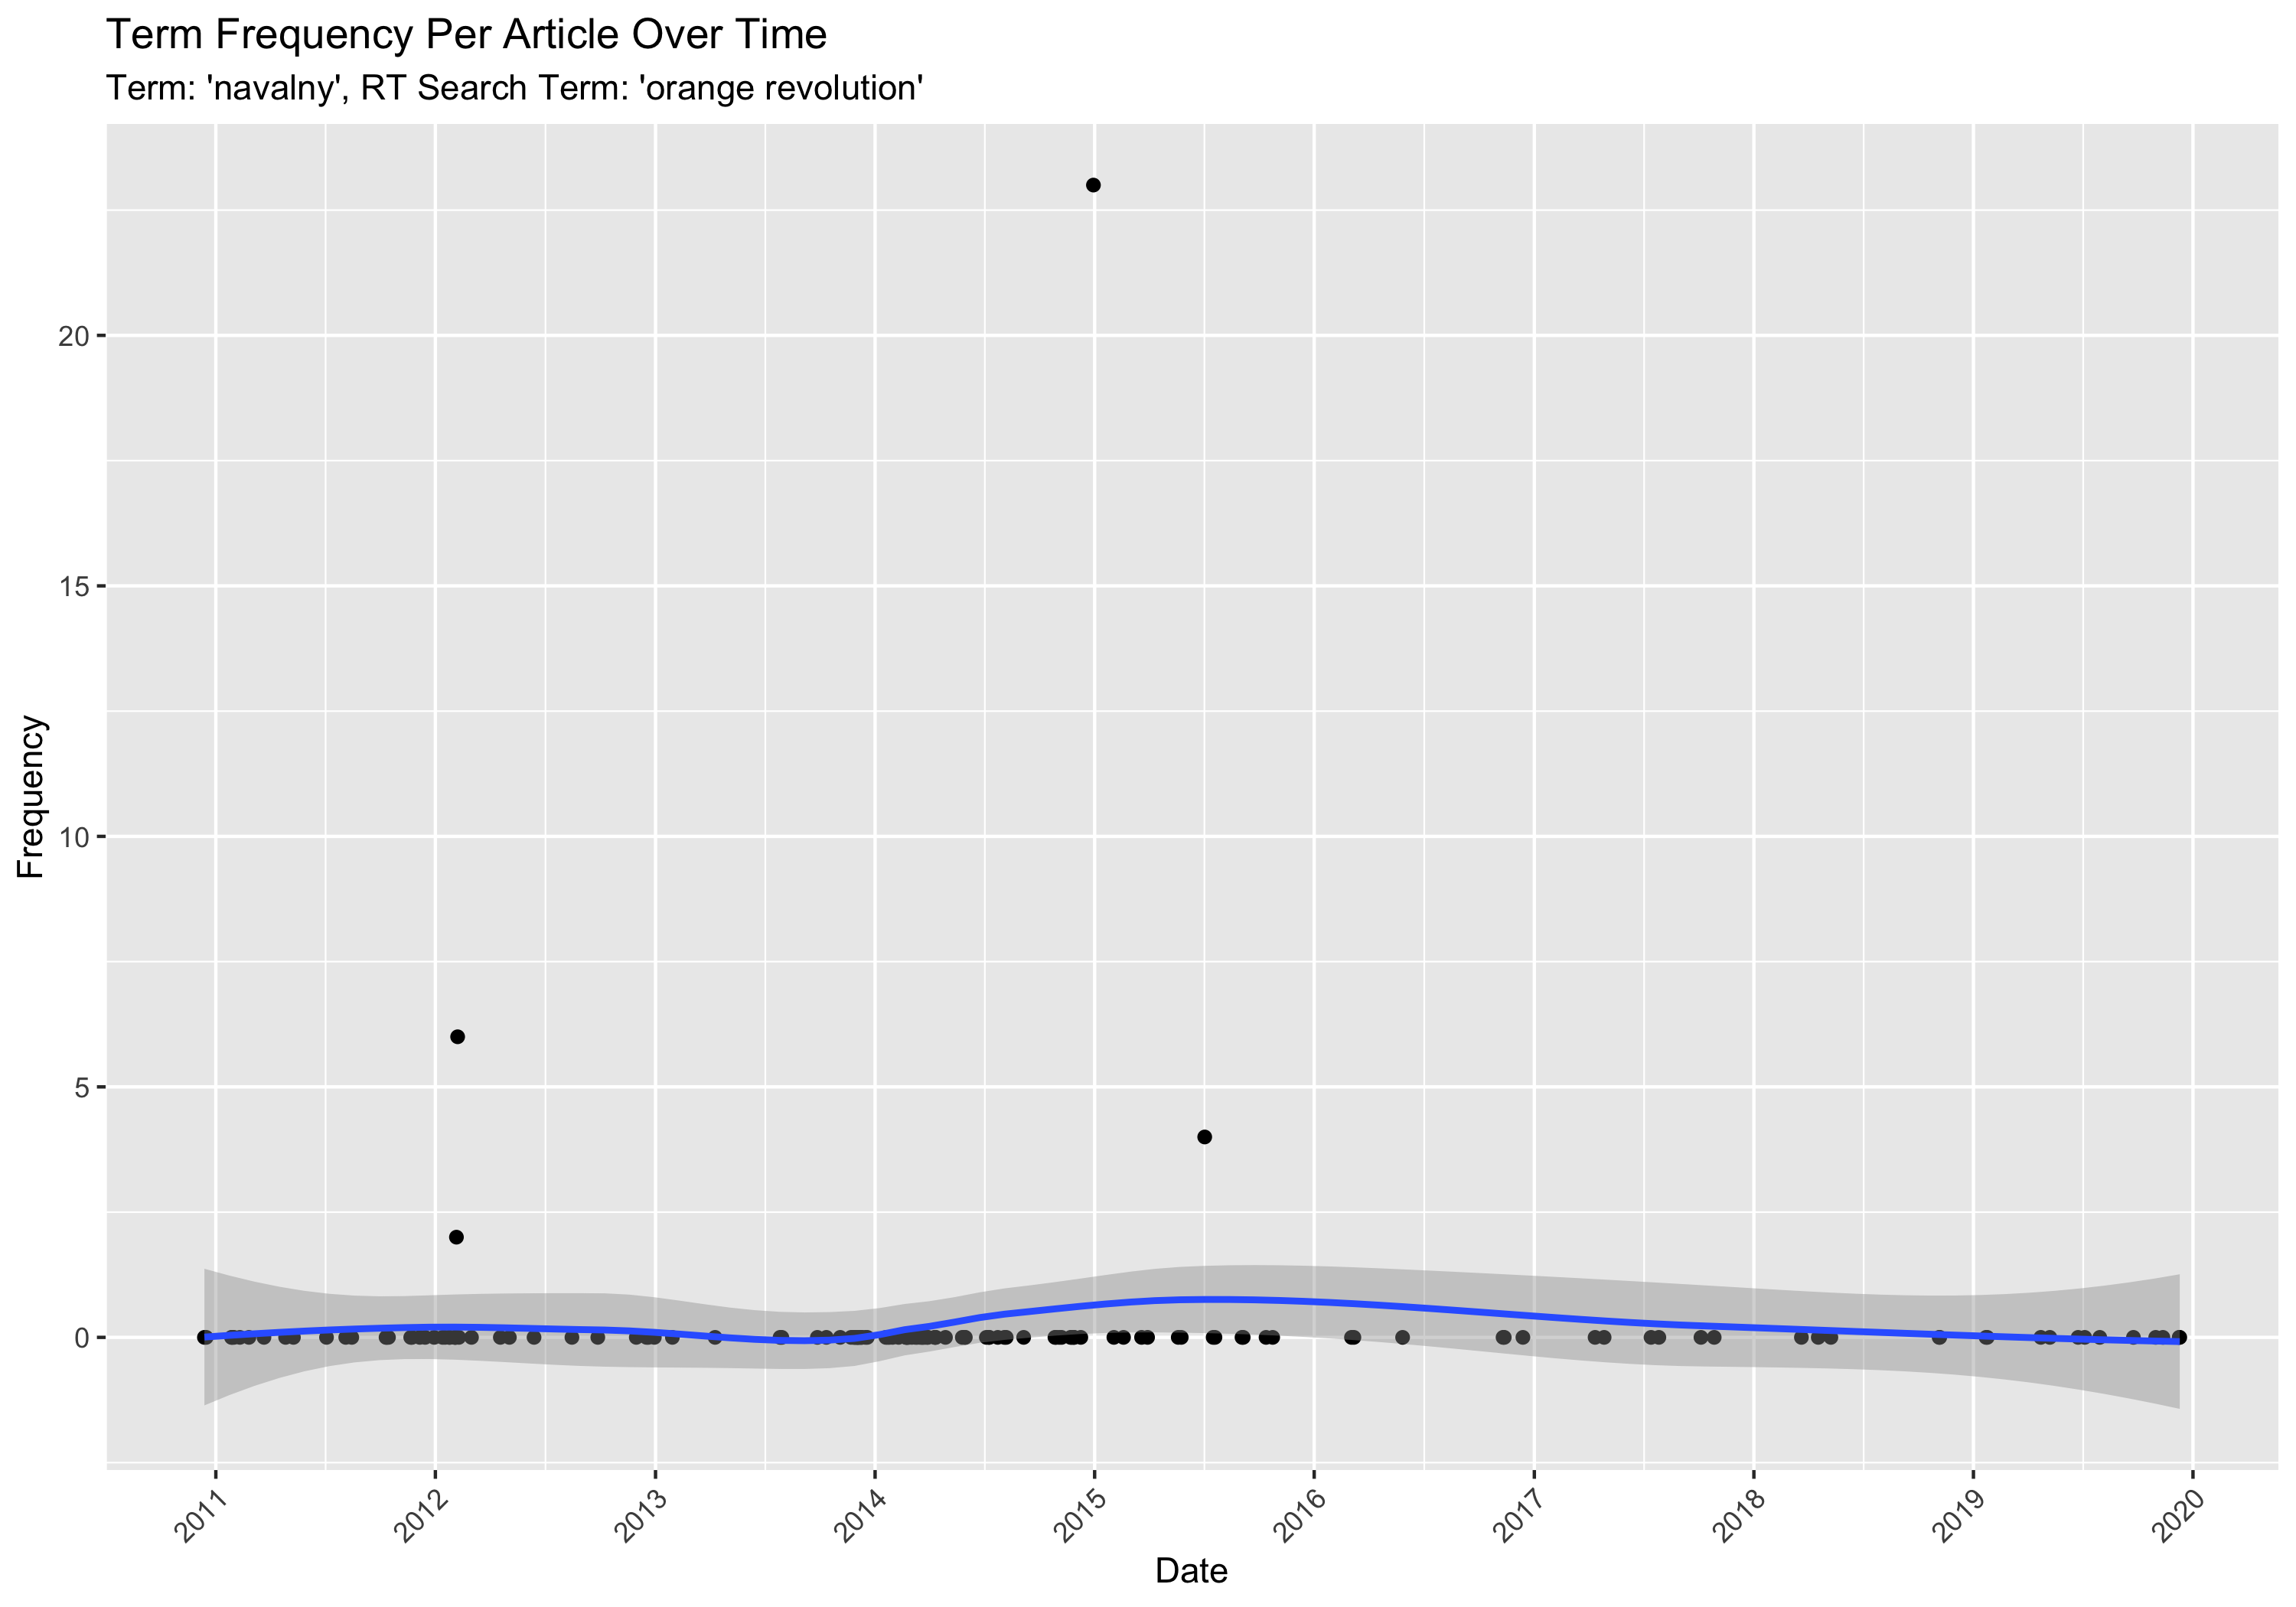 Term Frequency Per Article Over Time
Term: 'navalny', RT Search Term: 'orange revolution'
Frequency
20
15
10
5
0
2011 2012 2013 2014 2015 2016 2017 2018 2019 2020
Date